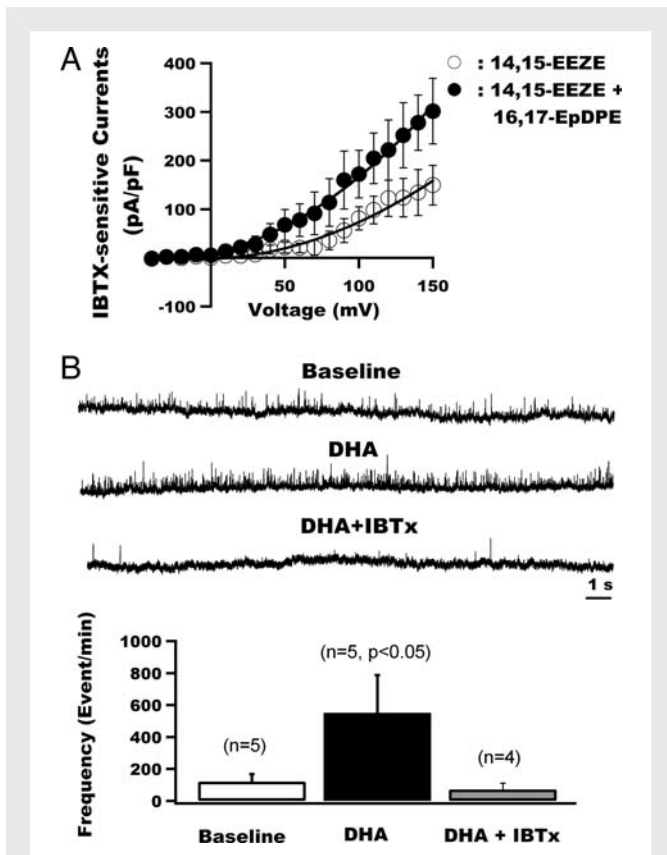 A
IBTX-sensitive Currents
(pA/pF)
400
300
200
100
-100
50
100
150
Voltage (mV)
: 14,15-EEZE
: 14,15-EEZE +
16,17-EpDPE
B
Baseline
DHA
DHA+IBTx
1 s
Frequency (Event/min)
1000
800
600
400
200
0
(n=5)
(n=5, p<0.05)
(n=4)
Baseline
DHA
DHA + IBTx